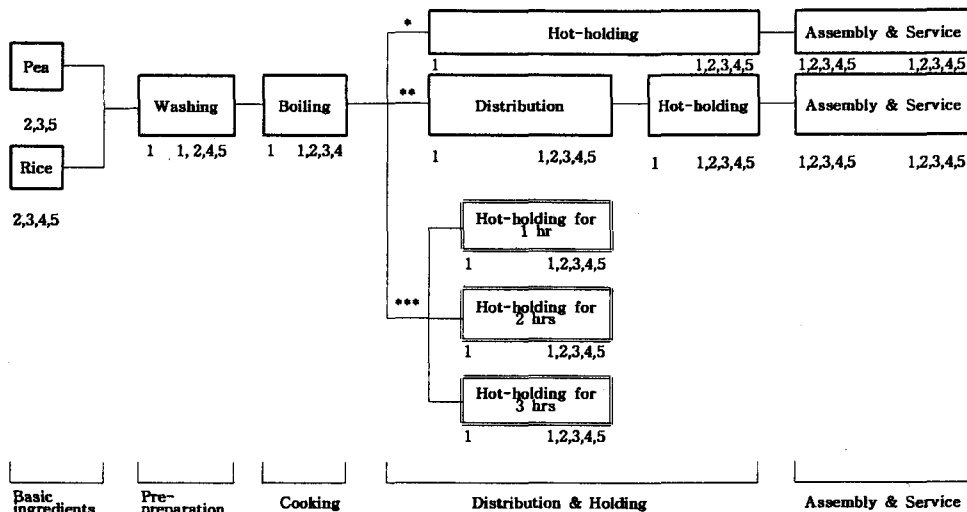 *
Hot-holding
Assembly & Service
1
1,2,3,4,5
1,2,3,4,5
1,2,3,4,5
Pea
2,3,5
Rice
2,3,4,5
Washing
1
1, 2,4,5
Boiling
1
1,2,3,4
**
Distribution
1
1,2,3,4,5
Hot-holding
1
1,2,3,4,5
Assembly & Service
1,2,3,4,5
1,2,3,4,5
***
Hot-holding for
1 hr
1
1,2,3,4,5
Hot-holding for
2 hrs
1
1,2,3,4,5
Hot-holding for
3 hrs
1
1,2,3,4,5
Basic
ingredients
Pre-
preparation
Cooking
Distribution & Holding
Assembly & Service